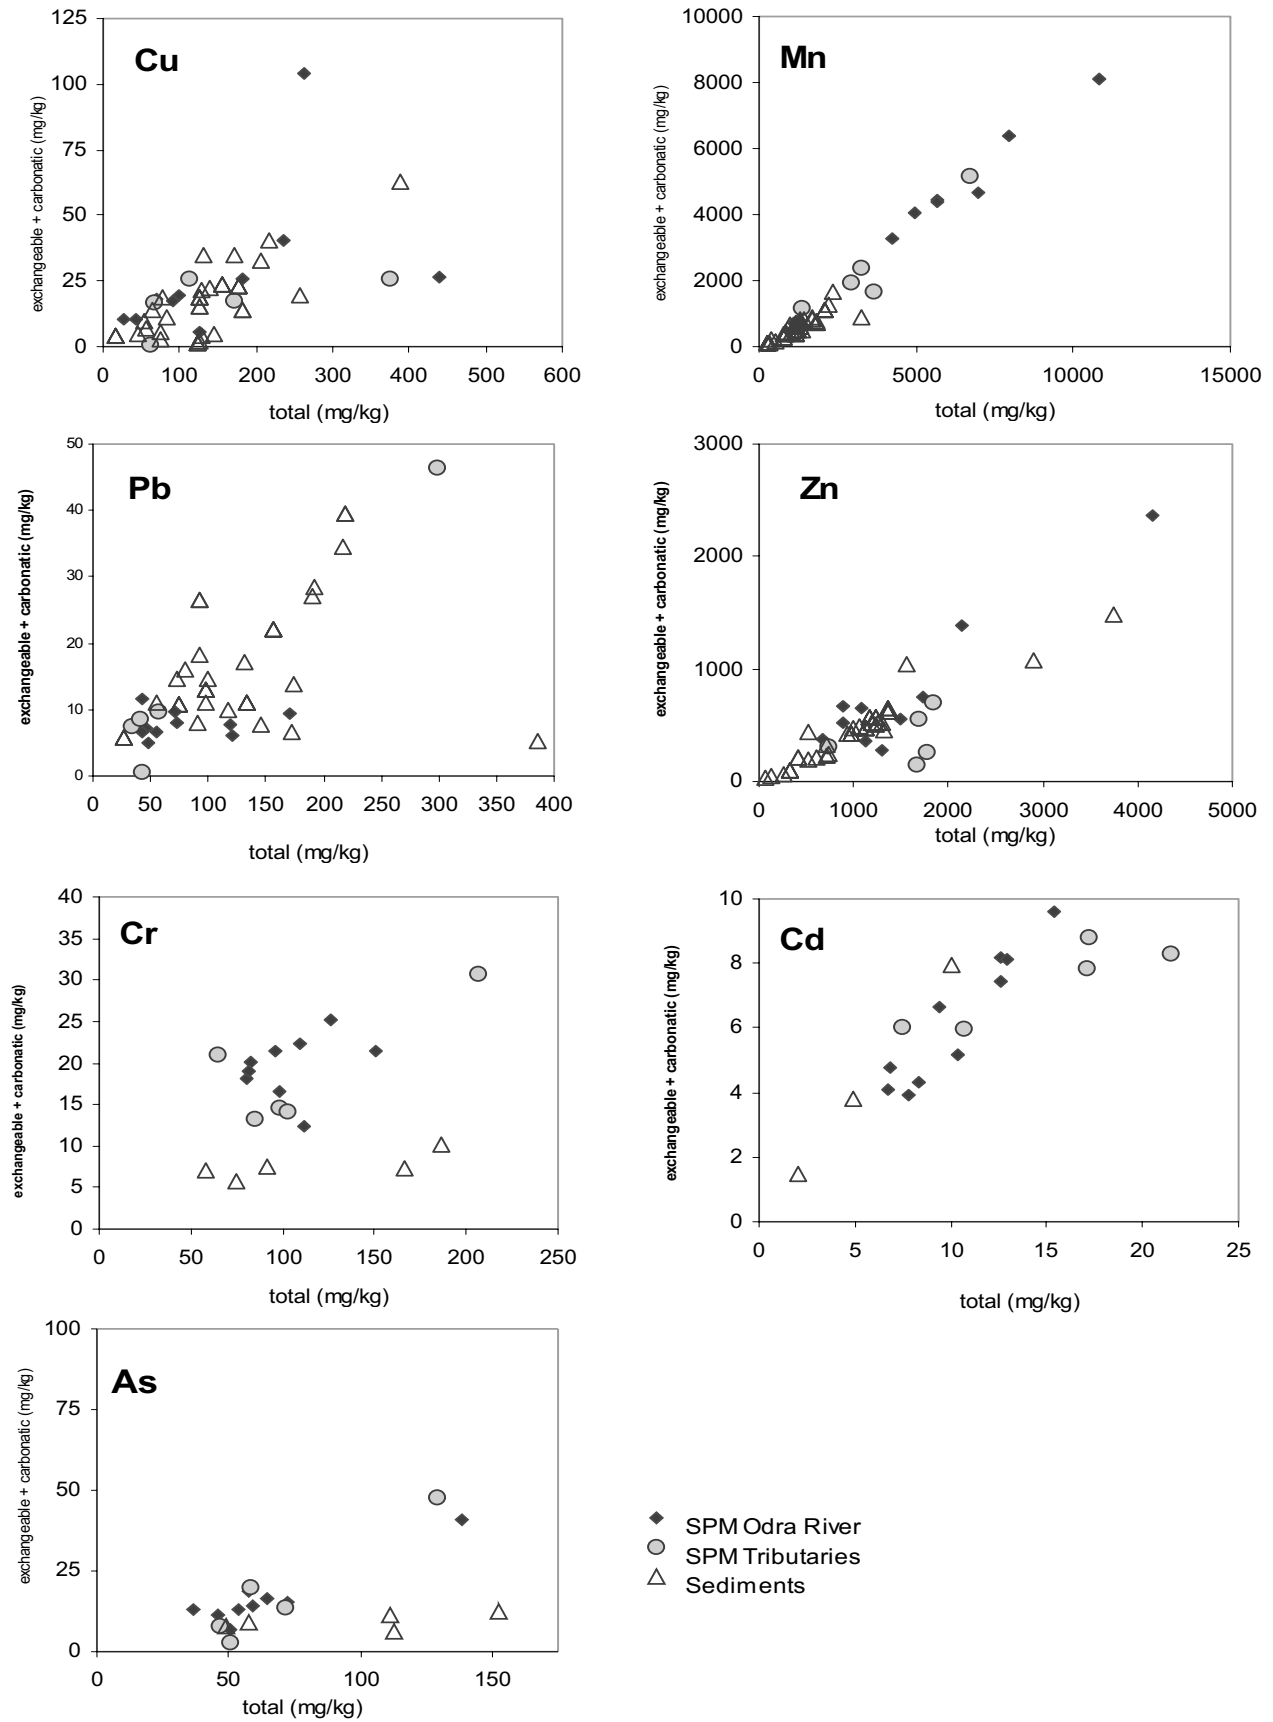 Cu
exchangeable + carbonatic (mg/kg)
125
100
75
50
25
0
0 100 200 300 400 500 600
total (mg/kg)
Mn
exchangeable + carbonatic (mg/kg)
10000
8000
6000
4000
2000
0
0 5000 10000 15000
total (mg/kg)
Pb
exchangeable + carbonatic (mg/kg)
50
40
30
20
10
0
0 50 100 150 200 250 300 350 400
total (mg/kg)
Zn
exchangeable + carbonatic (mg/kg)
3000
2000
1000
0
0 1000 2000 3000 4000 5000
total (mg/kg)
Cr
exchangeable + carbonatic (mg/kg)
40
35
30
25
20
15
10
5
0
0 50 100 150 200 250
total (mg/kg)
Cd
exchangeable + carbonatic (mg/kg)
10
8
6
4
2
0
0 5 10 15 20 25
total (mg/kg)
As
exchangeable + carbonatic (mg/kg)
100
75
50
25
0
0 50 100 150
total (mg/kg)
SPM Odra River
SPM Tributaries
Sediments